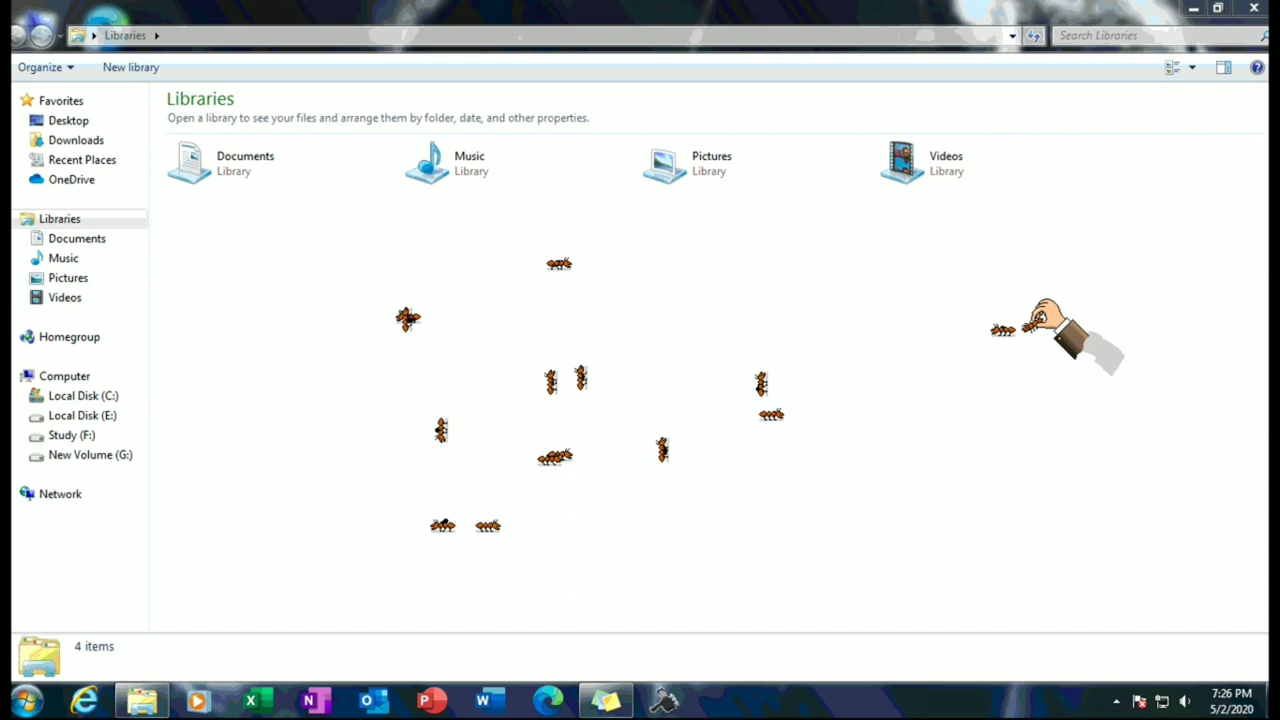 Libraries
Search Libraries
Organize
New library
Favorites
Desktop
Downloads
Recent Places
OneDrive
Libraries
Documents
Music
Pictures
Videos
Homegroup
Computer
Local Disk (C:)
Local Disk (E:)
Study (F:)
New Volume (G:)
Network
Libraries
Open a library to see your files and arrange them by folder, date, and other properties.
Documents
Library
Music
Library
Pictures
Library
Videos
Library
4 items
7:26 PM
5/2/2020